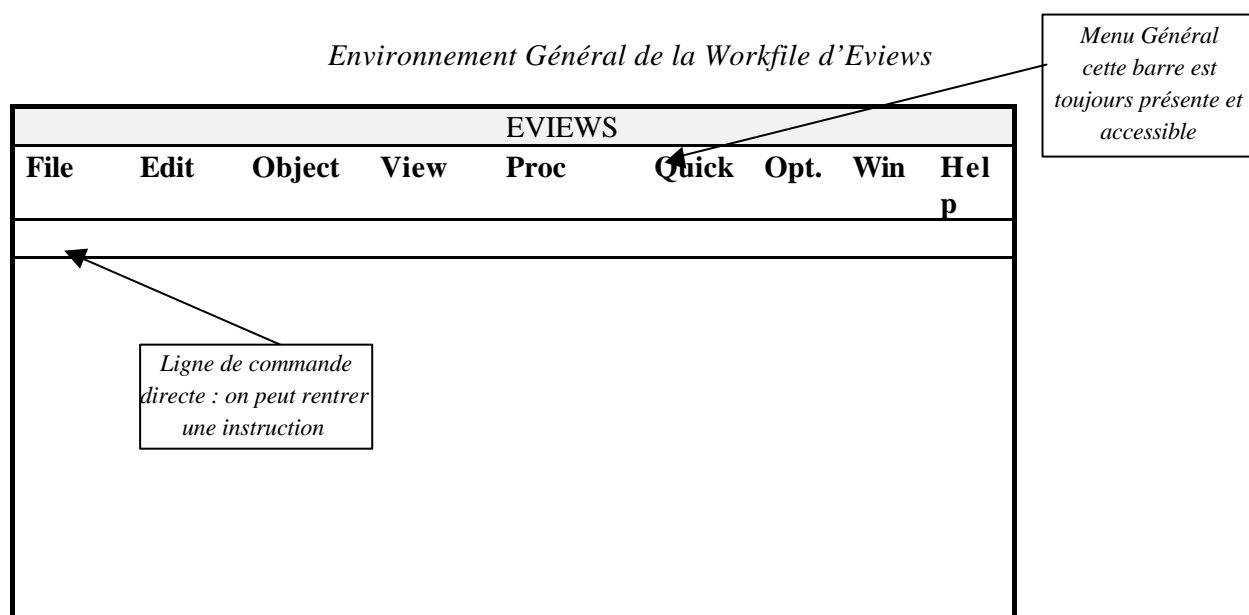 Environnement Général de la Workfile d'Eviews
Menu Général
cette barre est
toujours présente et
accessible
EVIEWS
File Edit Object View Proc Quick Opt. Win Hel
p
Ligne de commande
directe : on peut rentrer
une instruction